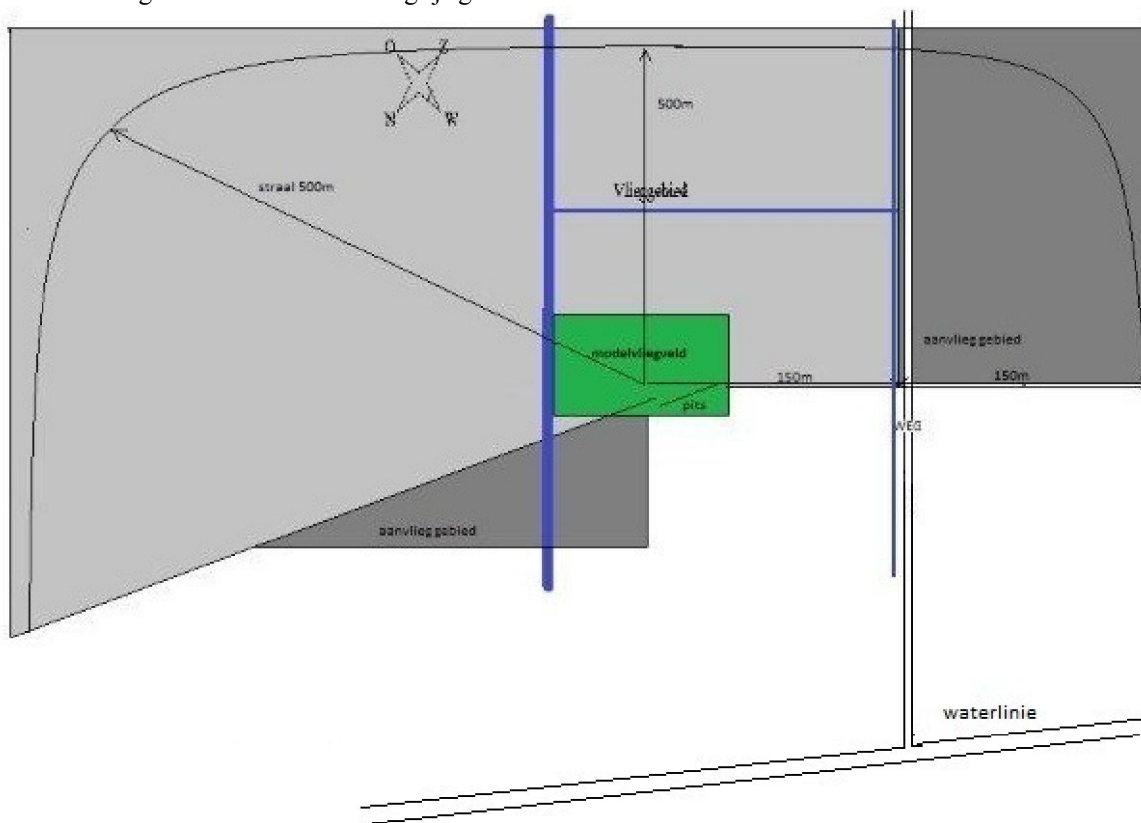 O Z
N W
500m
straal 500m
Vlieggebied
aanvlieg gebied
modelvliegveld
150m
150m
pits
WEG
aanvlieg gebied
waterlinie